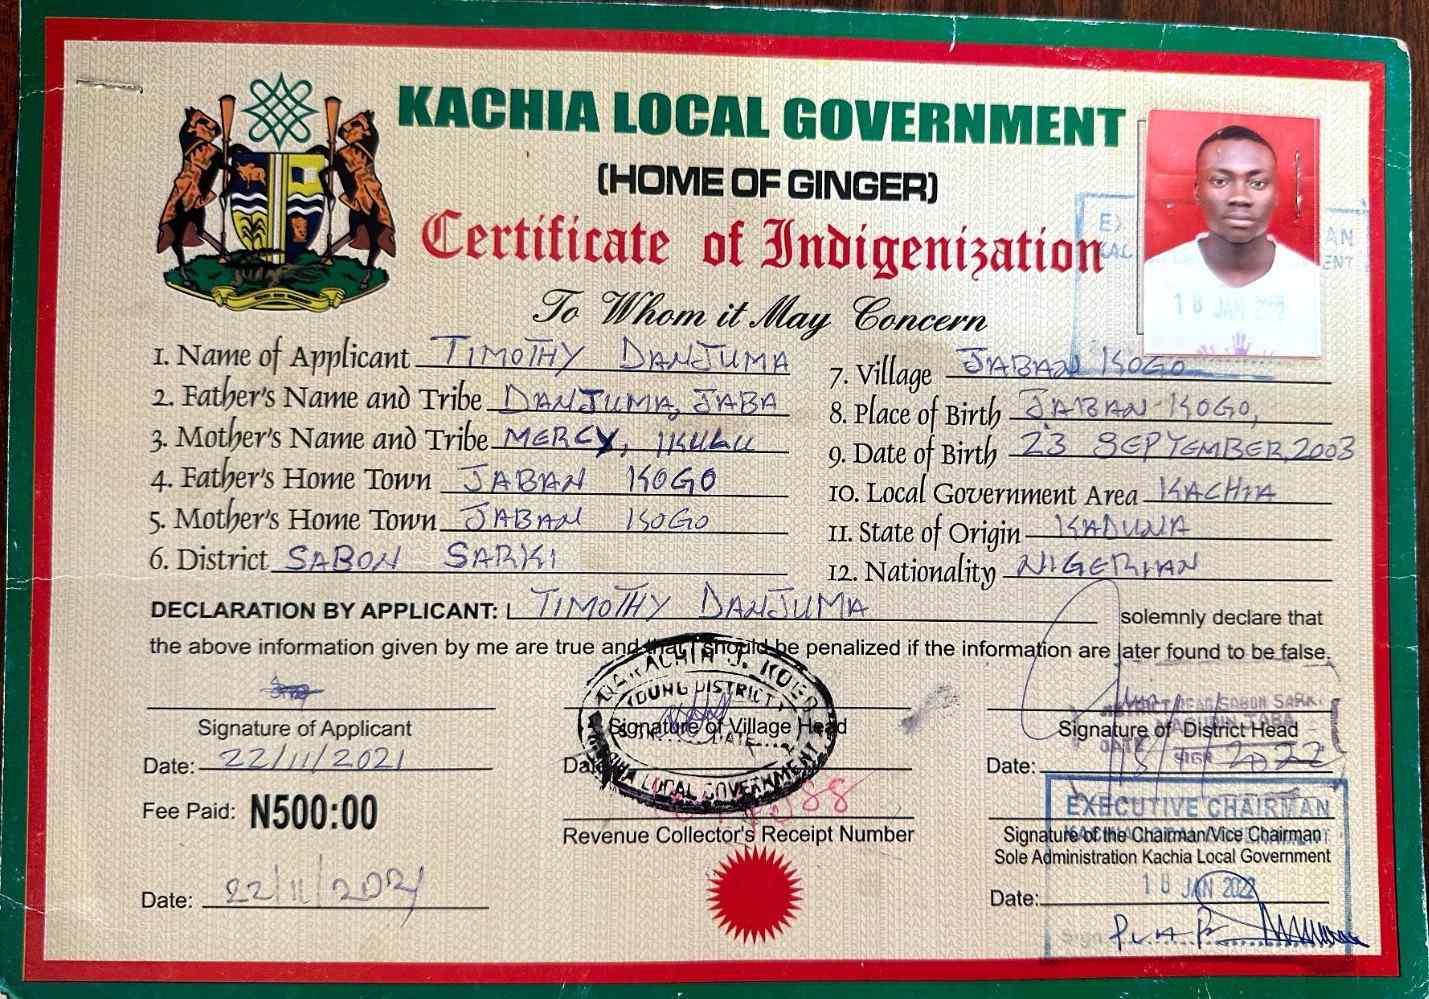 KACHIA LOCAL GOVERNMENT
(HOME OF GINGER)
Certificate of Indigenization
To Whom it May Concern
1. Name of Applicant TIMOTHY DANJUMA
2. Father's Name and Tribe DANJUMA, JABA
3. Mother's Name and Tribe MERCY, IKULU
4. Father's Home Town JABAN KOGO
5. Mother's Home Town JABAN KOGO
6. District SABON SARKI
7. Village JABAN KOGO
8. Place of Birth JABAN KOGO,
9. Date of Birth 23 SEPTEMBER, 2003
10. Local Government Area KACHIA
11. State of Origin KADUNA
12. Nationality NIGERIAN
DECLARATION BY APPLICANT: I TIMOTHY DANJUMA solemnly declare that
the above information given by me are true and that I should be penalized if the information are later found to be false.
Signature of Applicant
Date: 22/11/2021
Fee Paid: N500:00
Date: 22/11/2021
Signature of Village Head
Date:
LOCAL GOVERNMENT
Revenue Collector's Receipt Number
Signature of District Head
Date: 2022
EXECUTIVE CHAIRMAN
Signature of the Chairman/Vice Chairman
Sole Administration Kachia Local Government
18 JAN 2022
Date:
Sign
18 JAN